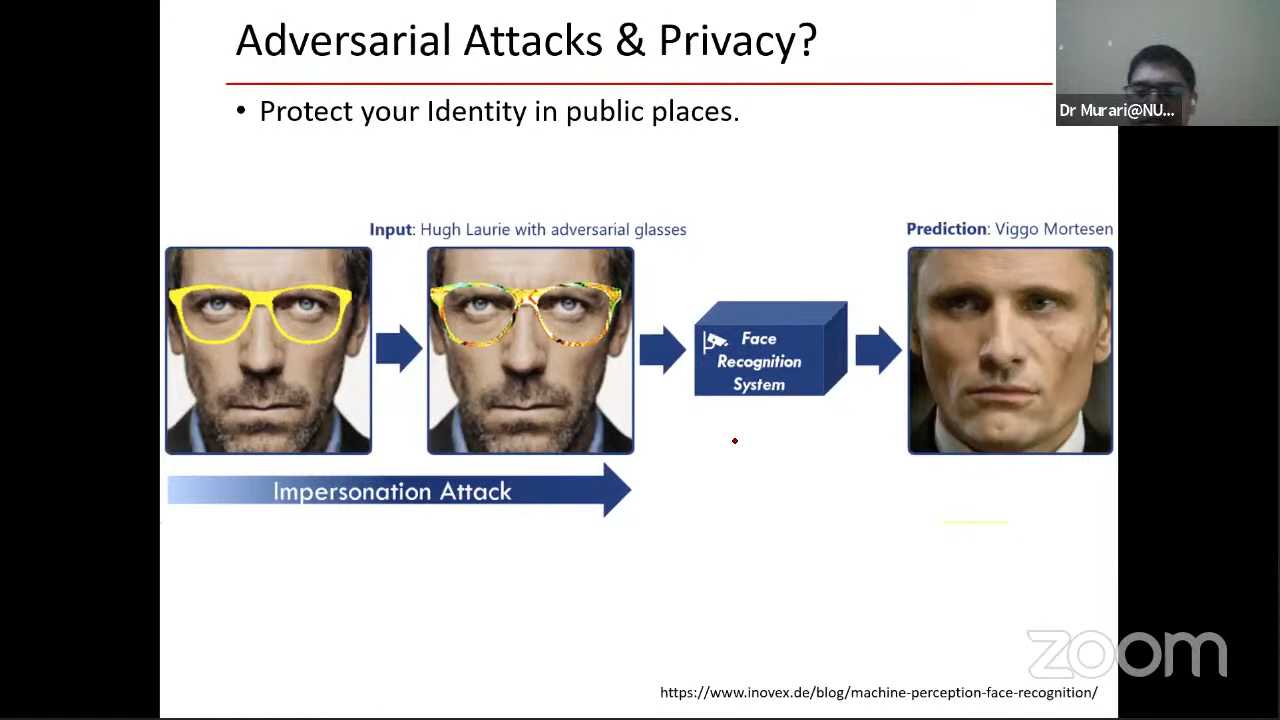 Adversarial Attacks & Privacy?
Dr Murari@NU...
• Protect your Identity in public places.
Input: Hugh Laurie with adversarial glasses
Prediction: Viggo Mortesen
Face
Recognition
System
Impersonation Attack
zoom
https://www.inovex.de/blog/machine-perception-face-recognition/